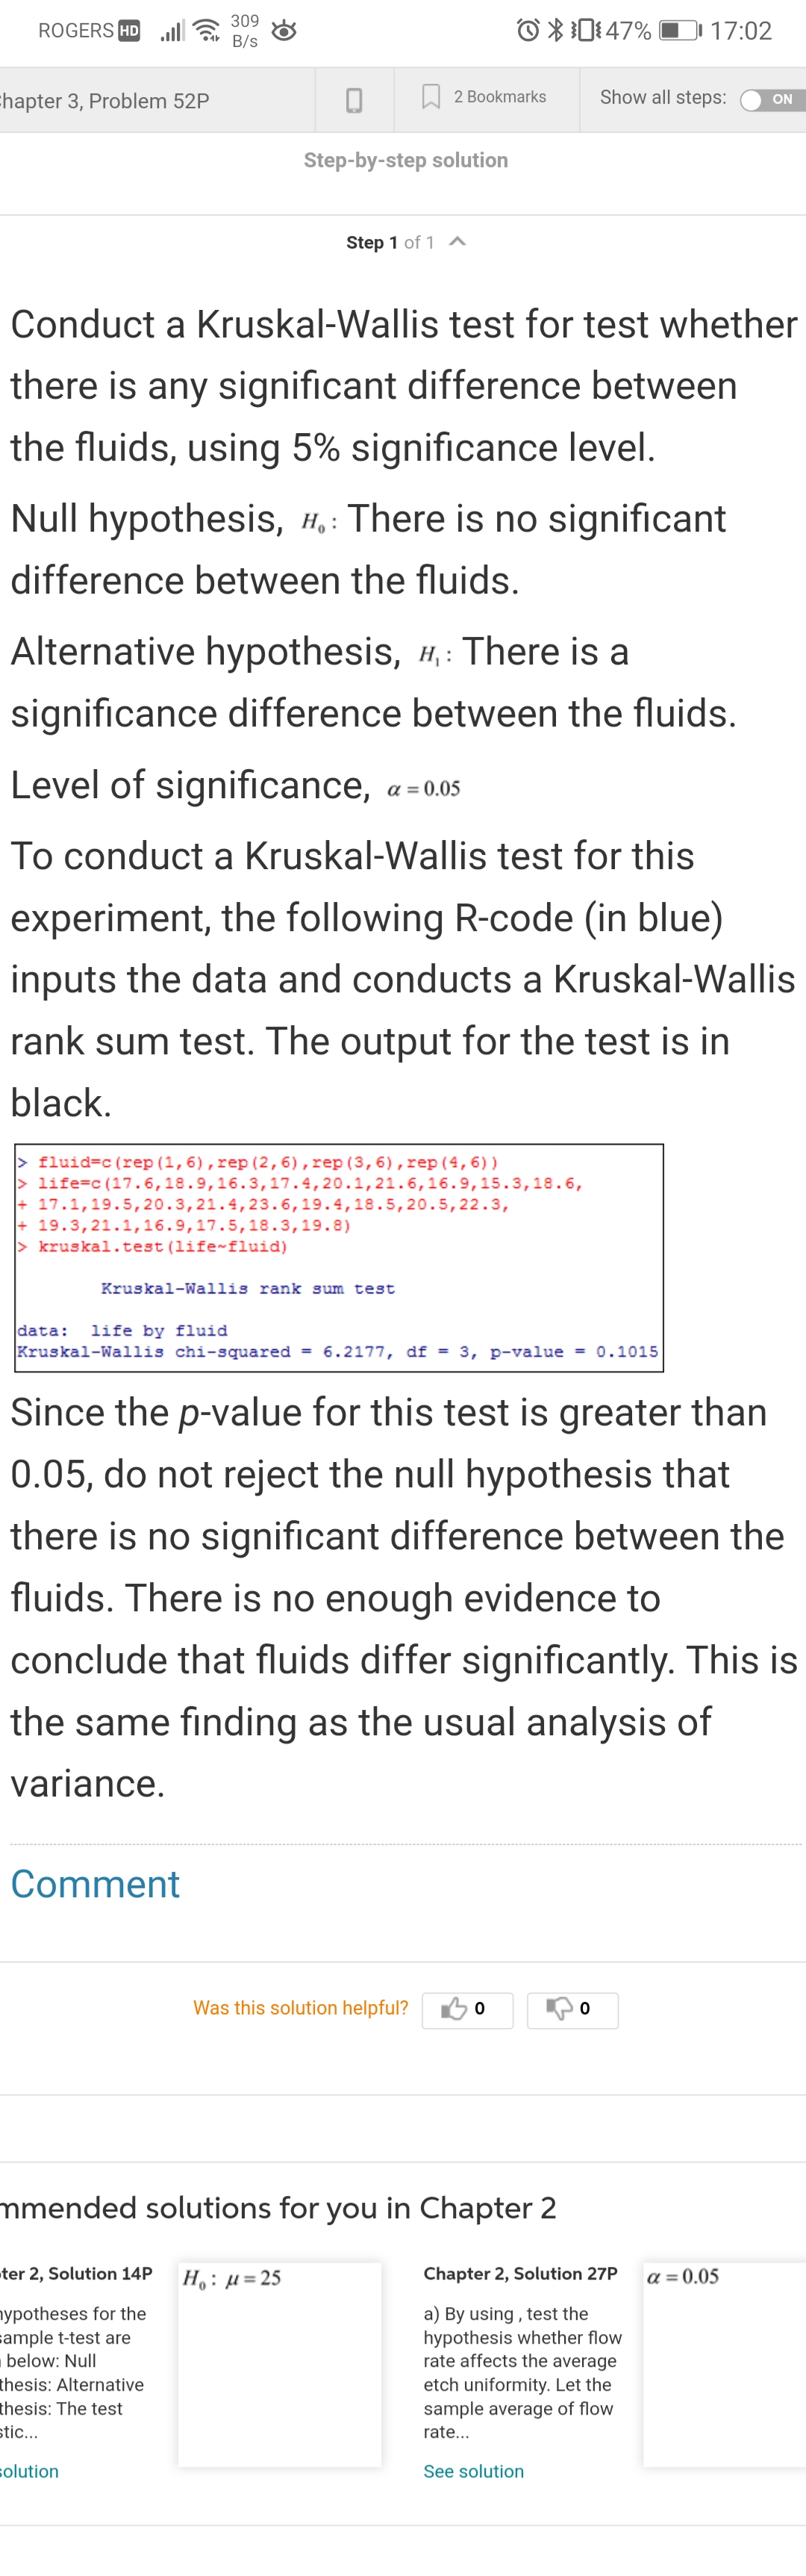 ROGERS HD 309 B/s 47% 17:02
hapter 3, Problem 52P 2 Bookmarks Show all steps: ON
Step-by-step solution
Step 1 of 1
Conduct a Kruskal-Wallis test for test whether
there is any significant difference between
the fluids, using 5% significance level.
Null hypothesis, H₀ : There is no significant
difference between the fluids.
Alternative hypothesis, H₁ : There is a
significance difference between the fluids.
Level of significance, α = 0.05
To conduct a Kruskal-Wallis test for this
experiment, the following R-code (in blue)
inputs the data and conducts a Kruskal-Wallis
rank sum test. The output for the test is in
black.
> fluid=c(rep(1,6),rep(2,6),rep(3,6),rep(4,6))
> life=c(17.6,18.9,16.3,17.4,20.1,21.6,16.9,15.3,18.6,
+ 17.1,19.5,20.3,21.4,23.6,19.4,18.5,20.5,22.3,
+ 19.3,21.1,16.9,17.5,18.3,19.8)
> kruskal.test(life~fluid)
Kruskal-Wallis rank sum test
data: life by fluid
Kruskal-Wallis chi-squared = 6.2177, df = 3, p-value = 0.1015
Since the p-value for this test is greater than
0.05, do not reject the null hypothesis that
there is no significant difference between the
fluids. There is no enough evidence to
conclude that fluids differ significantly. This is
the same finding as the usual analysis of
variance.
Comment
Was this solution helpful? 0 0
mmended solutions for you in Chapter 2
ter 2, Solution 14P
hypotheses for the
sample t-test are
below: Null
thesis: Alternative
thesis: The test
stic...
solution
H₀ : μ = 25
Chapter 2, Solution 27P
a) By using , test the
hypothesis whether flow
rate affects the average
etch uniformity. Let the
sample average of flow
rate...
See solution
α = 0.05